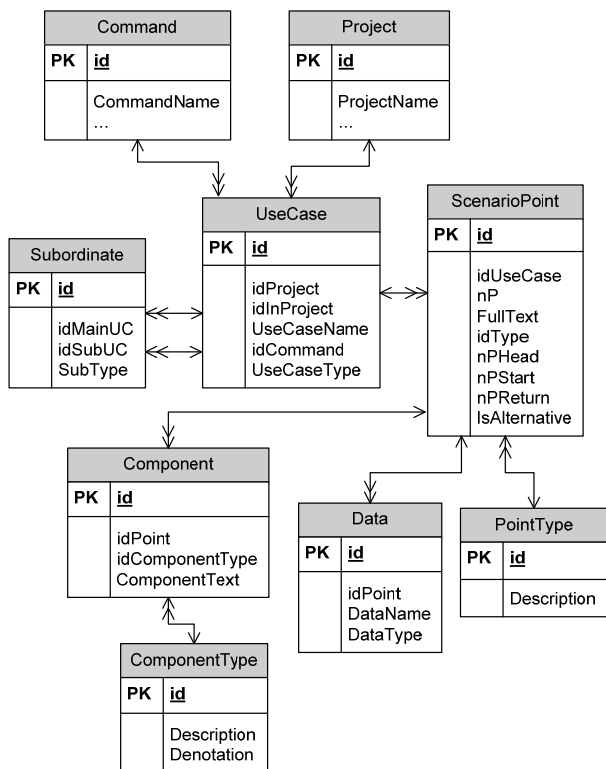 Command
PK id
CommandName
...
Project
PK id
ProjectName
...
UseCase
PK id
idProject
idInProject
UseCaseName
idCommand
UseCaseType
ScenarioPoint
PK id
idUseCase
nP
FullText
idType
nPHead
nPStart
nPReturn
IsAlternative
Subordinate
PK id
idMainUC
idSubUC
SubType
Component
PK id
idPoint
idComponentType
ComponentText
Data
PK id
idPoint
DataName
DataType
PointType
PK id
Description
ComponentType
PK id
Description
Denotation